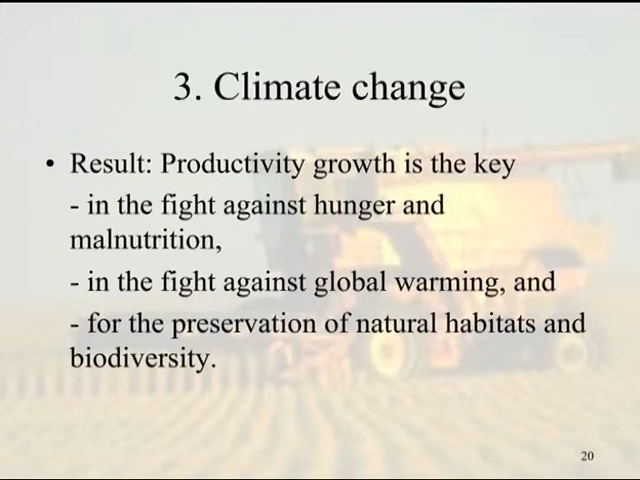 3. Climate change
• Result: Productivity growth is the key
- in the fight against hunger and
malnutrition,
- in the fight against global warming, and
- for the preservation of natural habitats and
biodiversity.
20